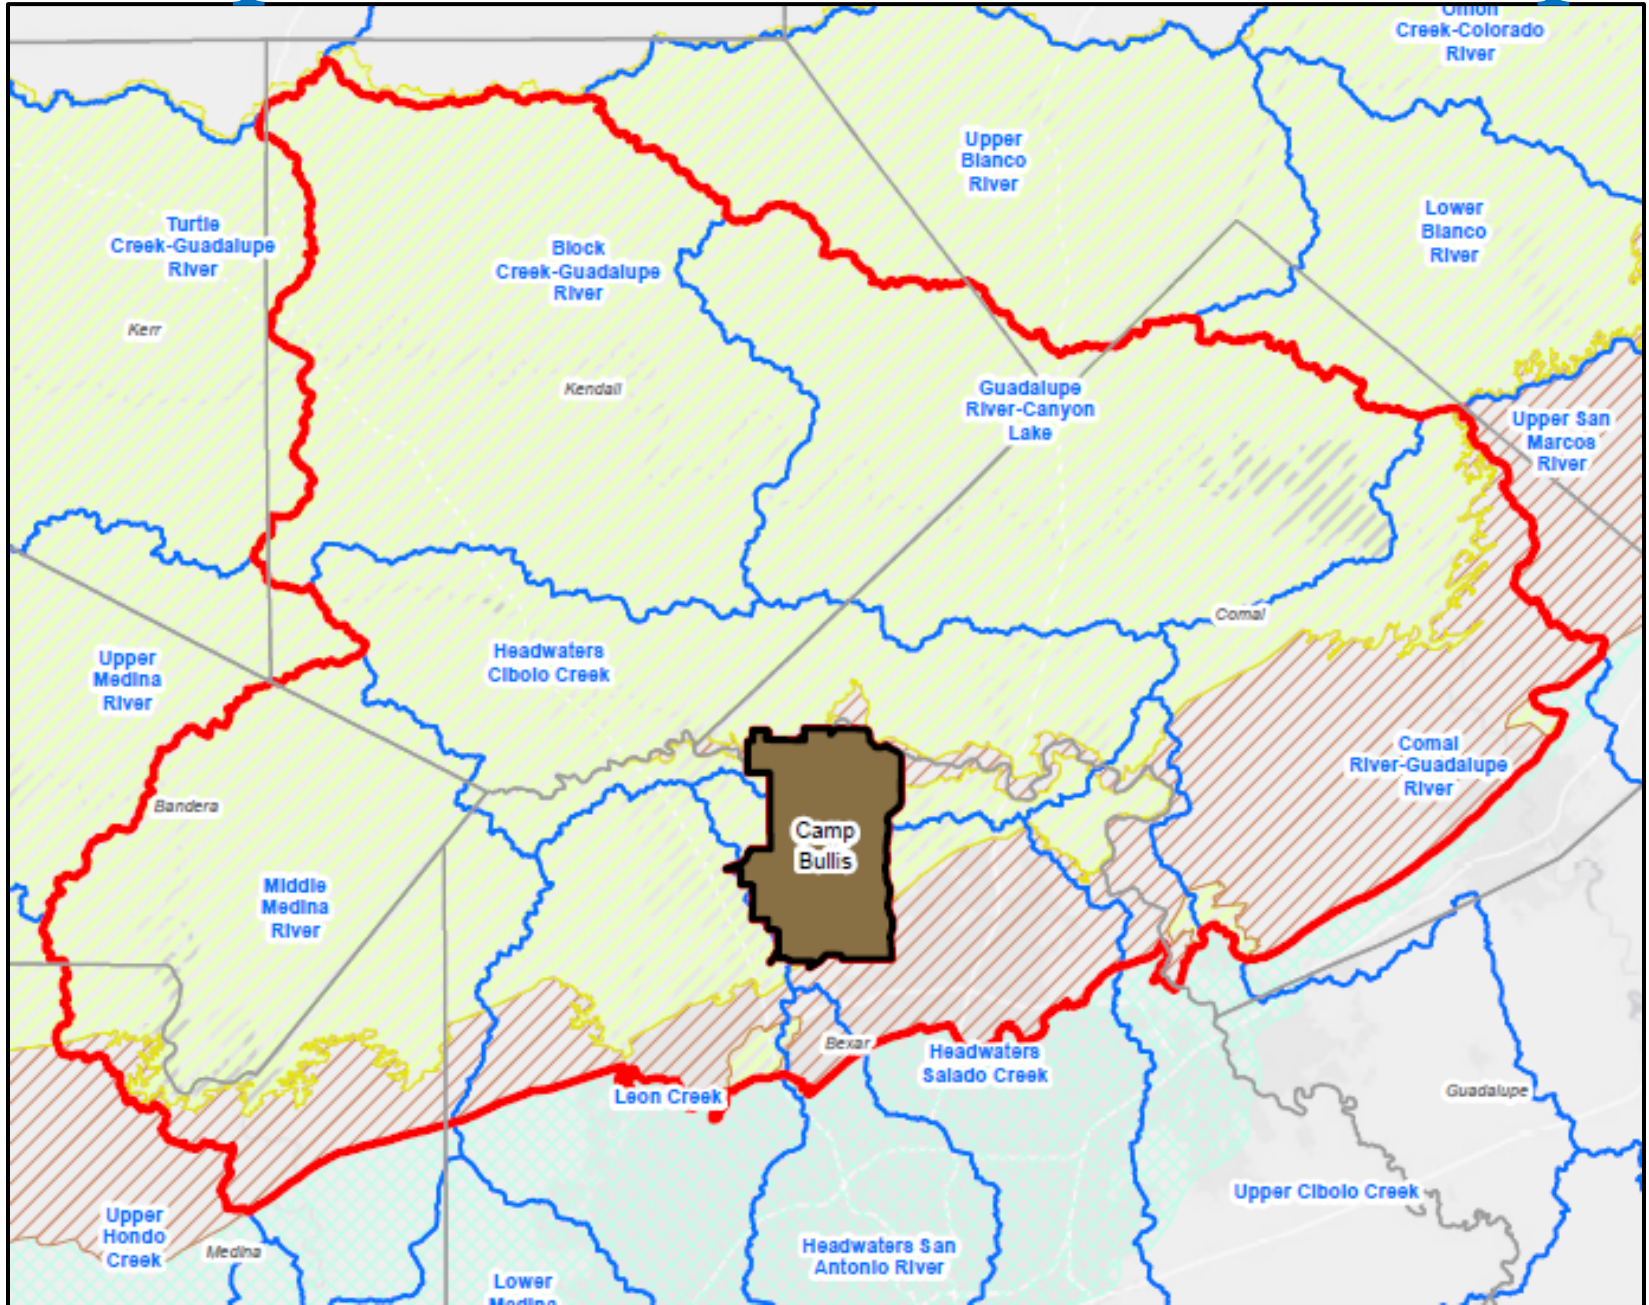 Onion
Creek-Colorado
River
Upper
Blanco
River
Lower
Blanco
River
Turtle
Creek-Guadalupe
River
Block
Creek-Guadalupe
River
Kerr
Kendall
Guadalupe
River-Canyon
Lake
Upper San
Marcos
River
Comal
Headwaters
Cibolo Creek
Upper
Medina
River
Comal
River-Guadalupe
River
Bandera
Camp
Bullis
Middle
Medina
River
Bexar
Headwaters
Salado Creek
Leon Creek
Guadalupe
Upper Cibolo Creek
Upper
Hondo
Creek
Medina
Headwaters San
Antonio River
Lower
Medina